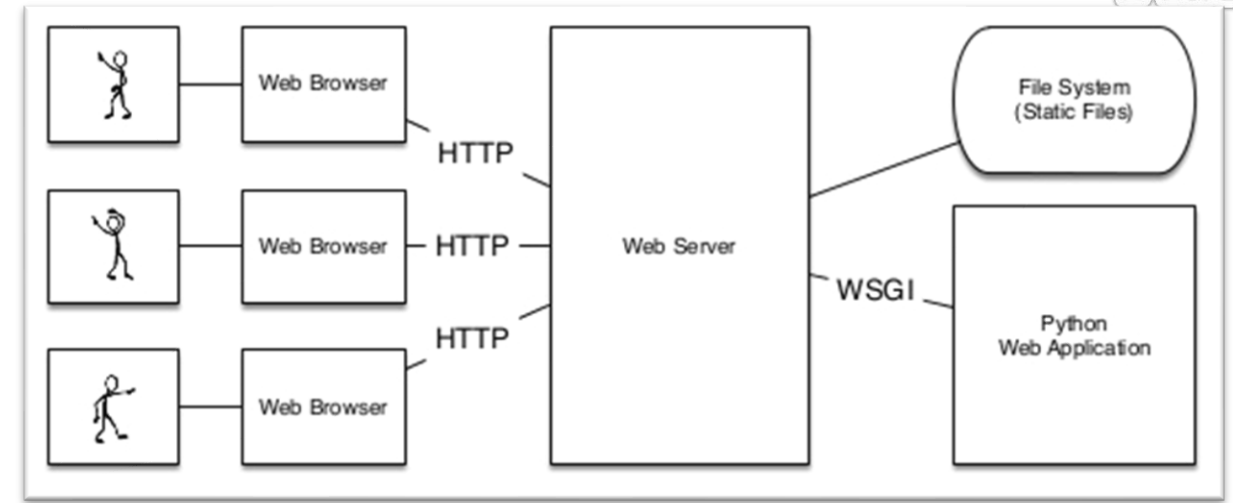 Web Browser
HTTP
Web Browser
HTTP
Web Browser
HTTP
Web Server
File System
(Static Files)
WSGI
Python
Web Application